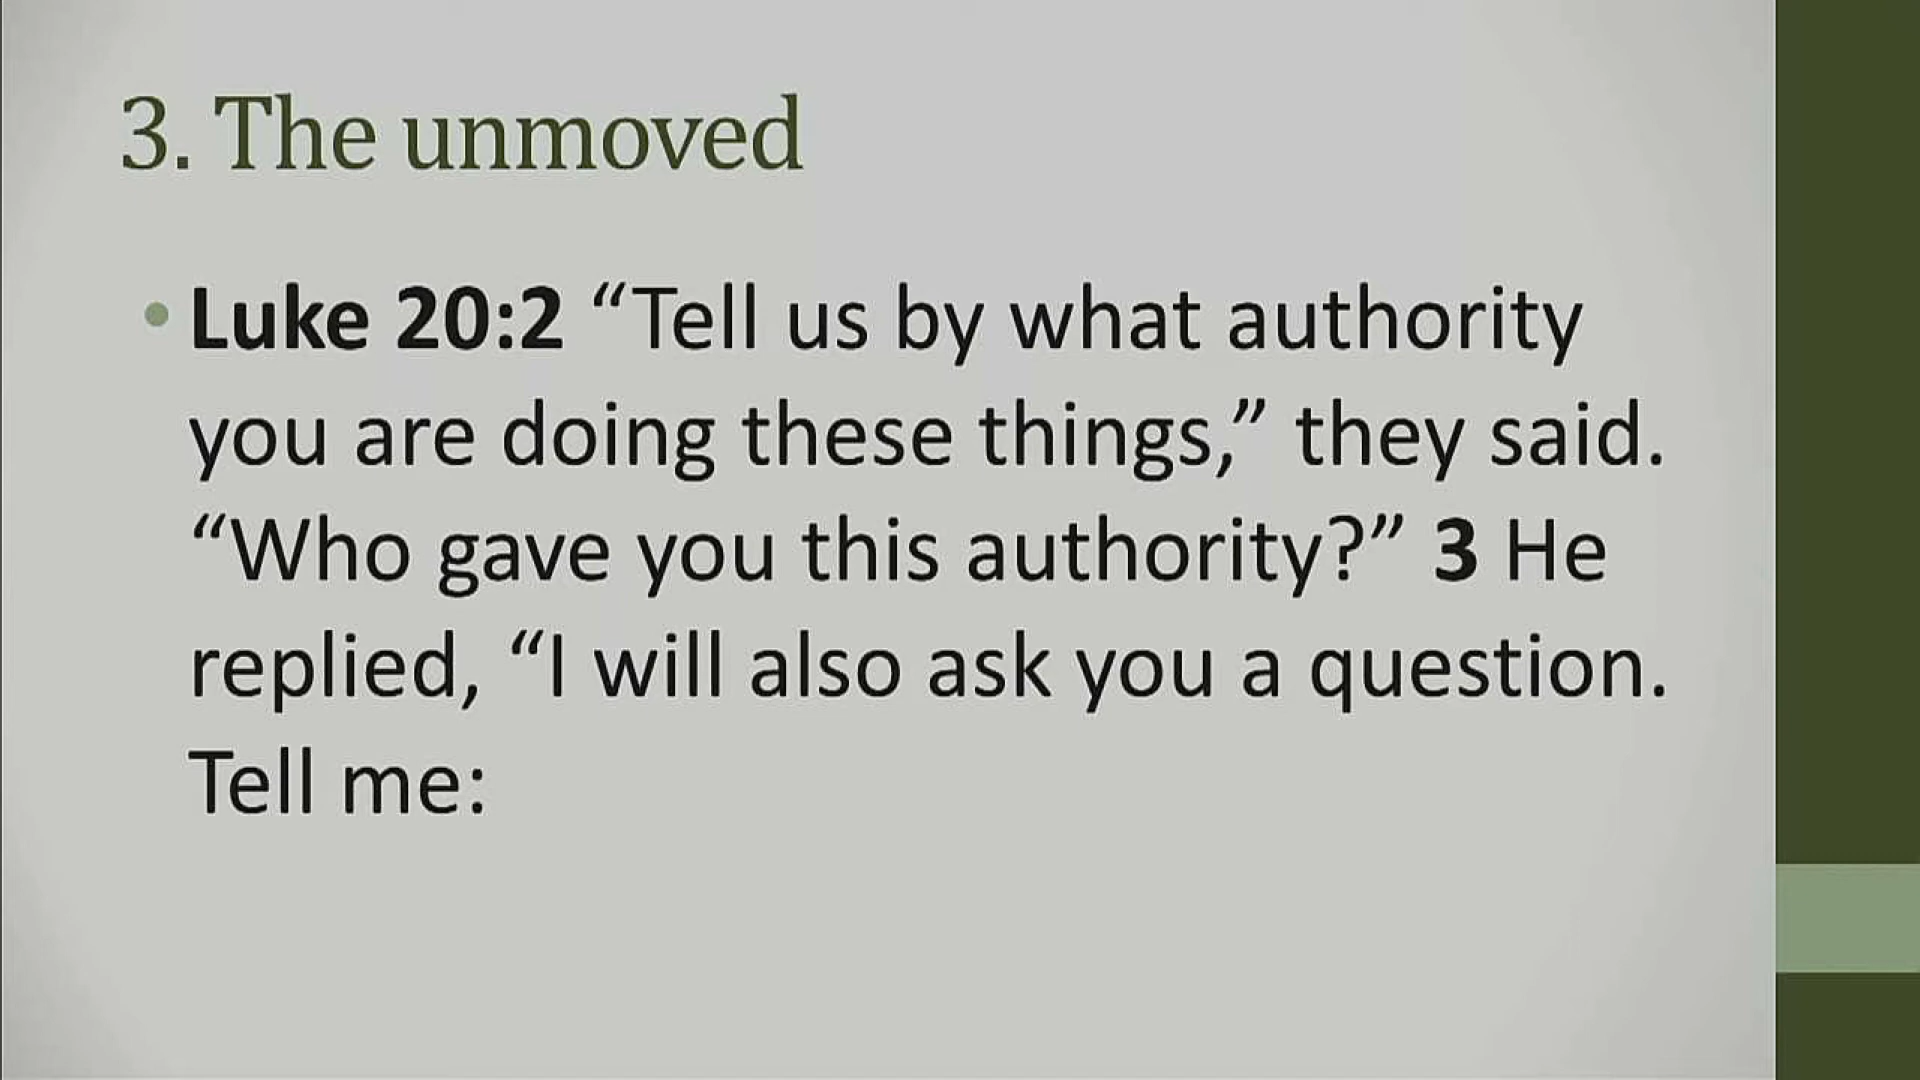 3. The unmoved
• Luke 20:2 “Tell us by what authority
you are doing these things,” they said.
“Who gave you this authority?” 3 He
replied, “I will also ask you a question.
Tell me: